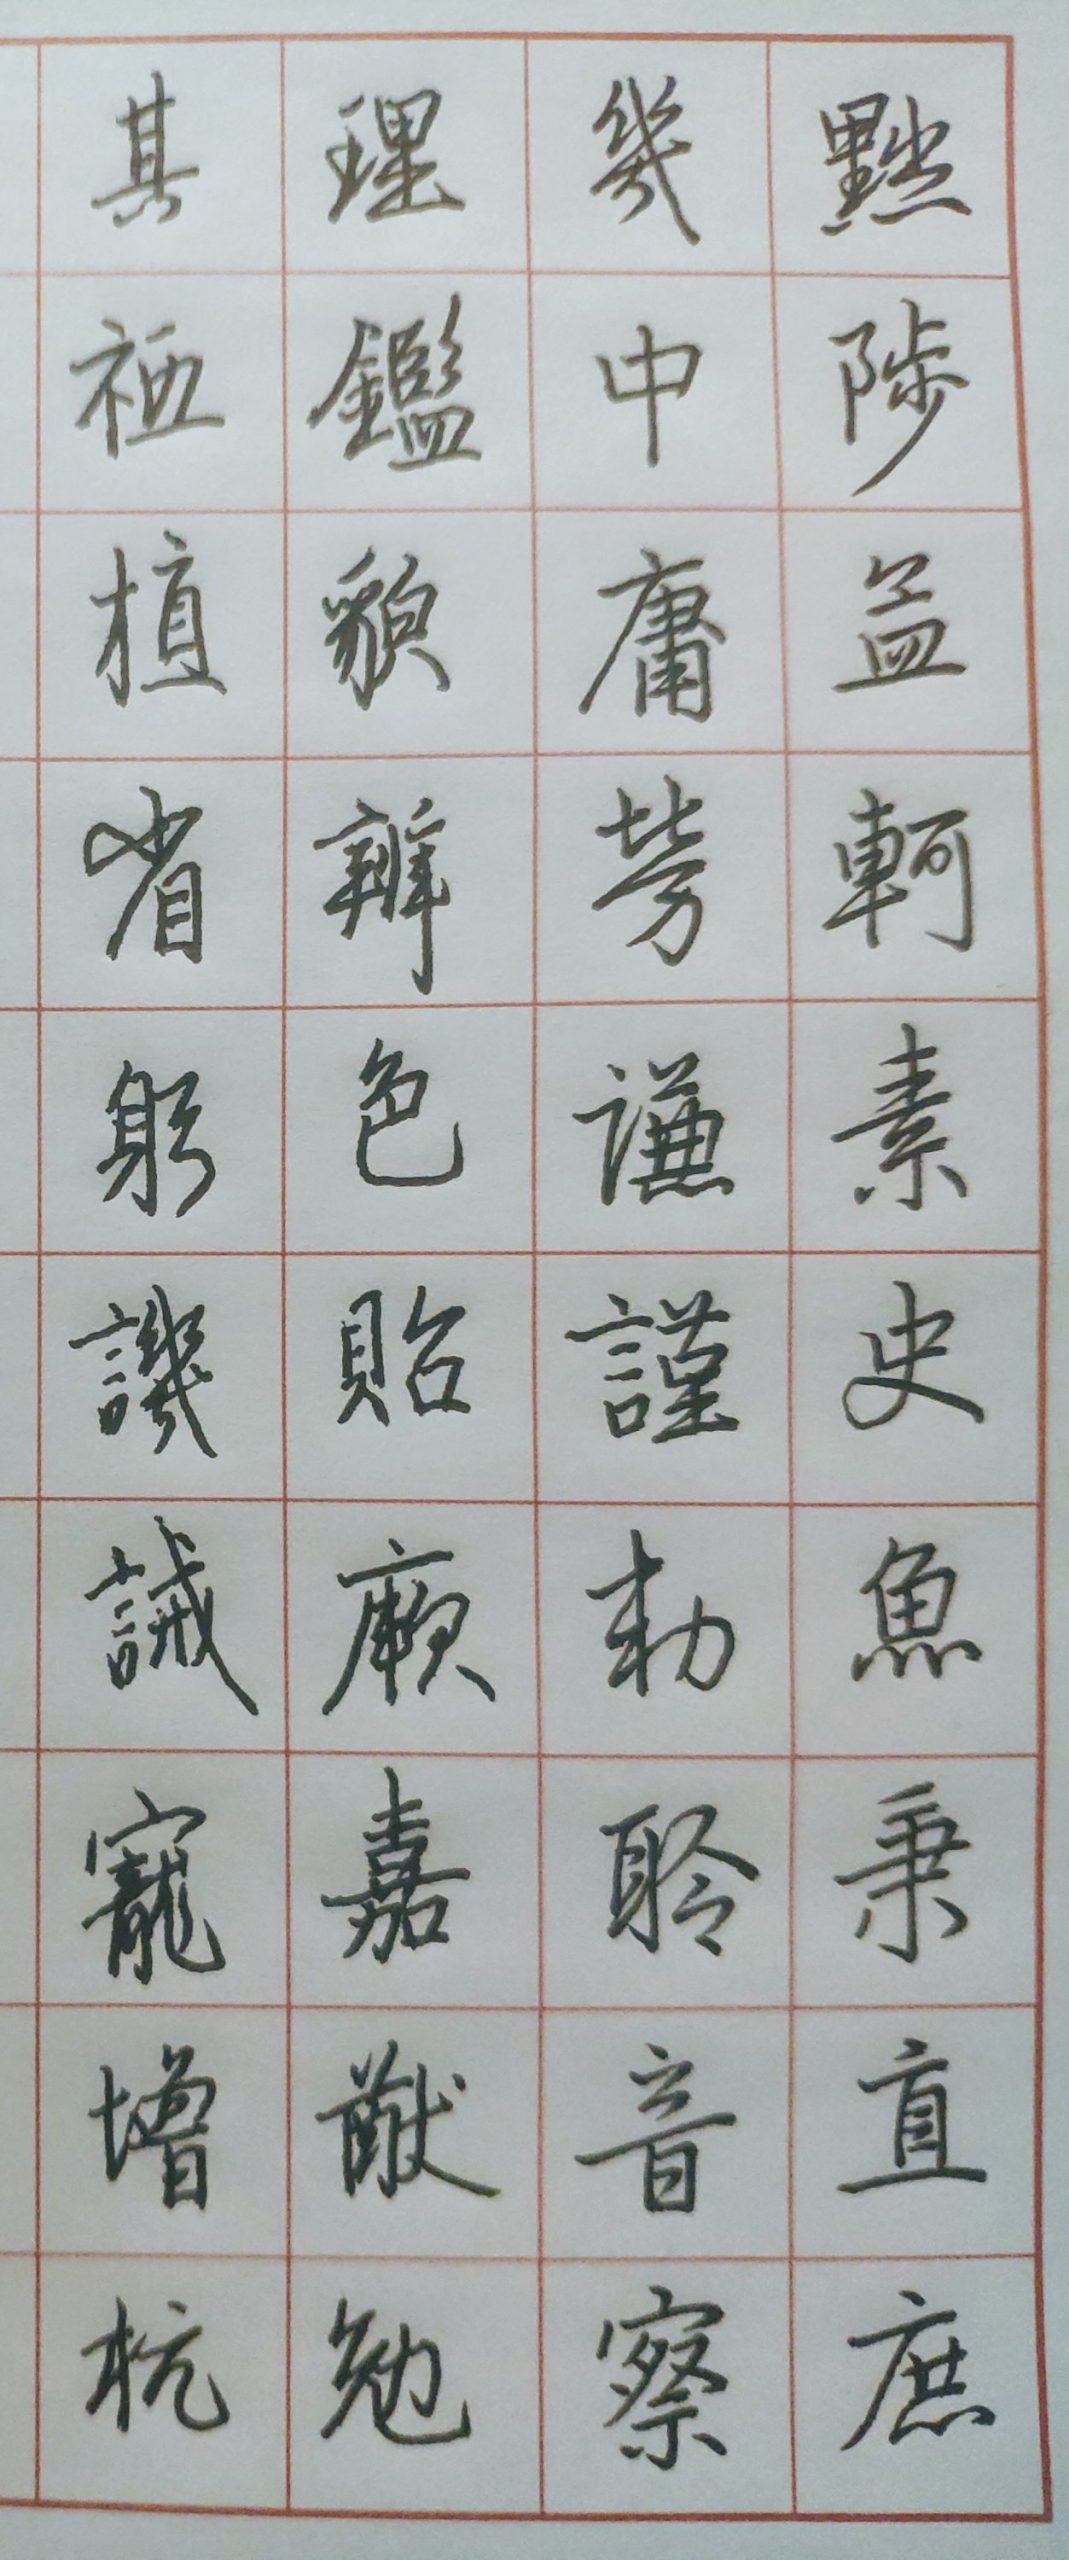 黜陟孟軻素史魚秉直庶
幾中庸勞謙謹勅聆音察
理鑑貌辨色貽厥嘉猷勉
其祗植省躬譏誡寵增抗